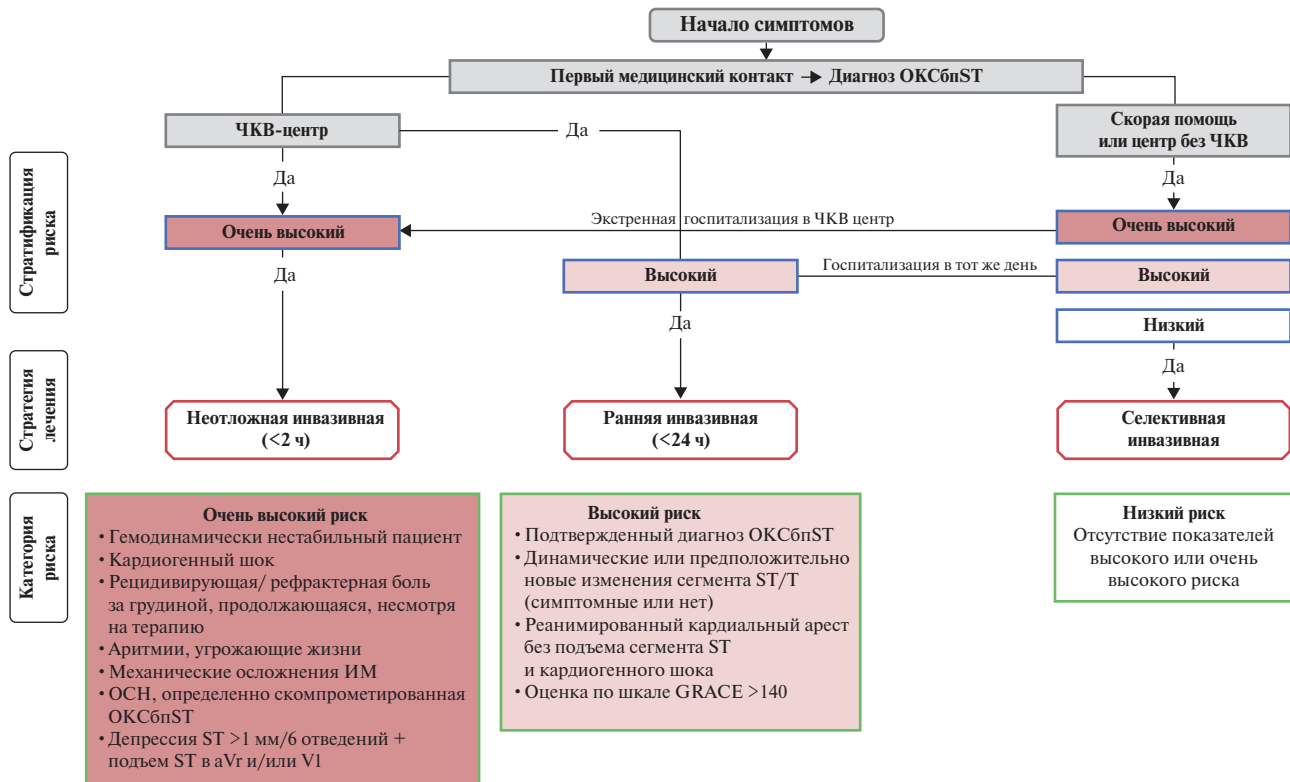 Начало симптомов
Первый медицинский контакт → Диагноз ОКСбпST
ЧКВ-центр
Да
Скорая помощь
или центр без ЧКВ
Стратификация
риска
Да
Да
Очень высокий
Экстренная госпитализация в ЧКВ центр
Очень высокий
Да
Высокий
Госпитализация в тот же день
Высокий
Да
Низкий
Да
Стратегия
лечения
Неотложная инвазивная
(<2 ч)
Ранняя инвазивная
(<24 ч)
Селективная
инвазивная
Категория
риска
Очень высокий риск
• Гемодинамически нестабильный пациент
• Кардиогенный шок
• Рецидивирующая/ рефрактерная боль
за грудиной, продолжающаяся, несмотря
на терапию
• Аритмии, угрожающие жизни
• Механические осложнения ИМ
• ОСН, определенно скомпрометированная
ОКСбпST
• Депрессия ST >1 мм/6 отведений +
подъем ST в aVr и/или V1
Высокий риск
• Подтвержденный диагноз ОКСбпST
• Динамические или предположительно
новые изменения сегмента ST/T
(симптомные или нет)
• Реанимированный кардиальный арест
без подъема сегмента ST
и кардиогенного шока
• Оценка по шкале GRACE >140
Низкий риск
Отсутствие показателей
высокого или очень
высокого риска